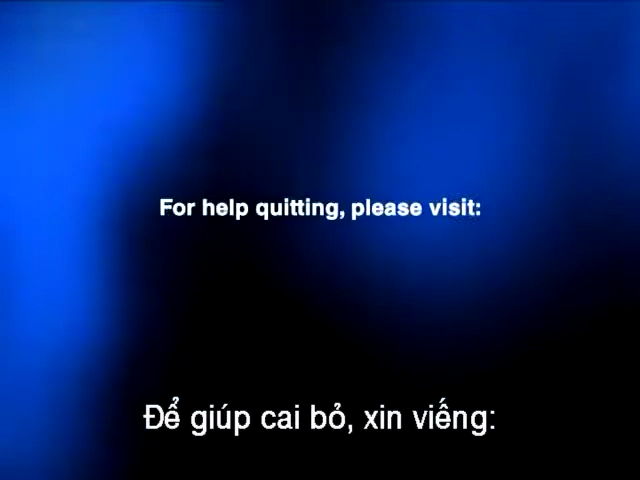 For help quitting, please visit:
Để giúp cai bỏ, xin viếng: